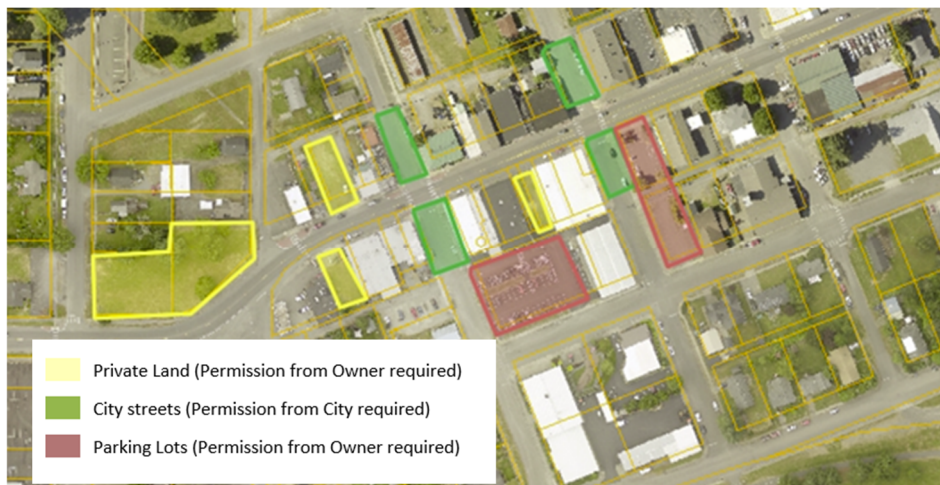 Private Land (Permission from Owner required)
City streets (Permission from City required)
Parking Lots (Permission from Owner required)